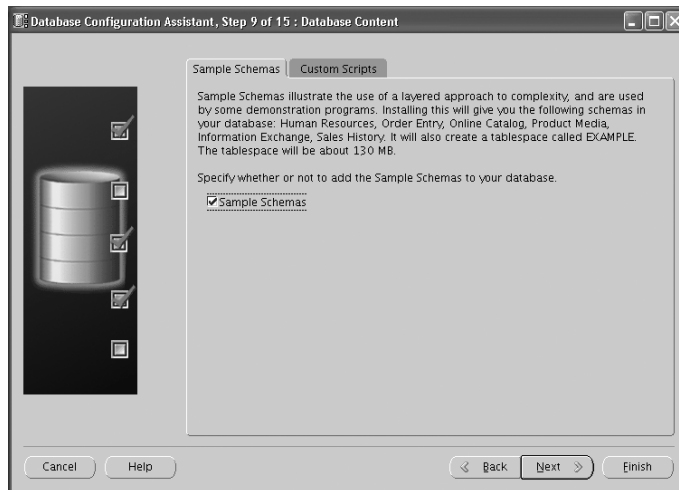 Database Configuration Assistant, Step 9 of 15 : Database Content
Sample Schemas
Custom Scripts
Sample Schemas illustrate the use of a layered approach to complexity, and are used
by some demonstration programs. Installing this will give you the following schemas in
your database: Human Resources, Order Entry, Online Catalog, Product Media,
Information Exchange, Sales History. It will also create a tablespace called EXAMPLE.
The tablespace will be about 130 MB.
Specify whether or not to add the Sample Schemas to your database.
Sample Schemas
Cancel
Help
Back
Next
Finish